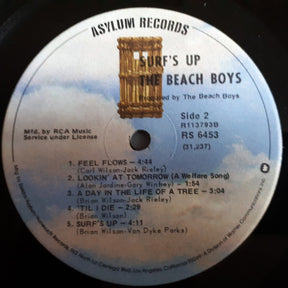 ASYLUM RECORDS
SURF'S UP
THE BEACH BOYS
Produced by The Beach Boys
Mfd. by RCA Music
Service under License
Side 2
R113793B
RS 6453
(31,237)
1. FEEL FLOWS – 4:44
(Carl Wilson-Jack Rieley)
2. LOOKIN' AT TOMORROW (A Welfare Song)
(Alan Jardine-Gary Winfrey) – 1:54
3. A DAY IN THE LIFE OF A TREE – 3:04
(Brian Wilson-Jack Rieley)
4. 'TIL I DIE – 2:29
(Brian Wilson)
5. SURF'S UP – 4:11
(Brian Wilson-Van Dyke Parks)